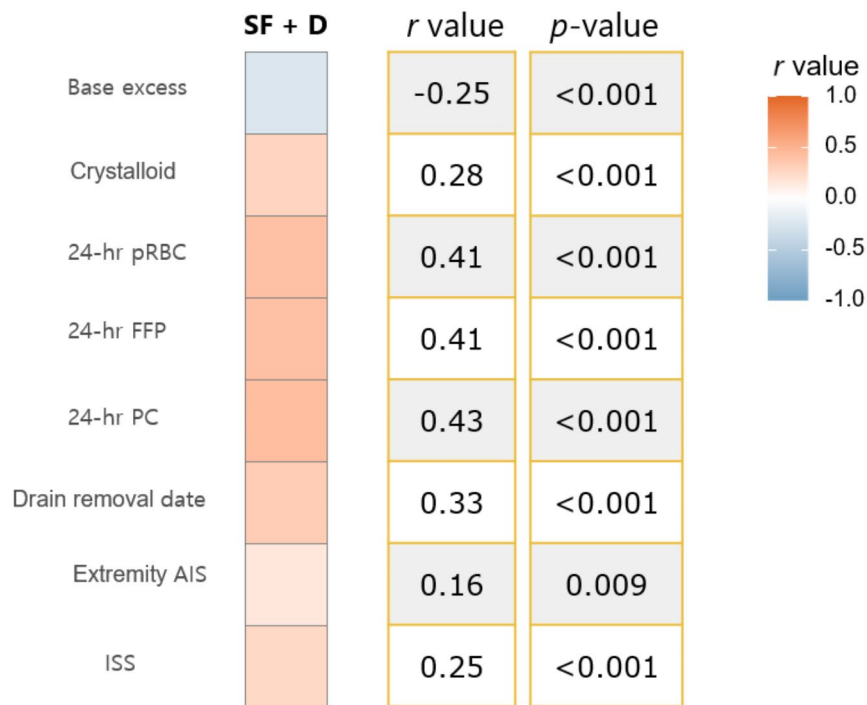 SF + D r value p-value
Base excess -0.25 <0.001
Crystalloid 0.28 <0.001
24-hr pRBC 0.41 <0.001
24-hr FFP 0.41 <0.001
24-hr PC 0.43 <0.001
Drain removal date 0.33 <0.001
Extremity AIS 0.16 0.009
ISS 0.25 <0.001
r value
1.0
0.5
0.0
-0.5
-1.0